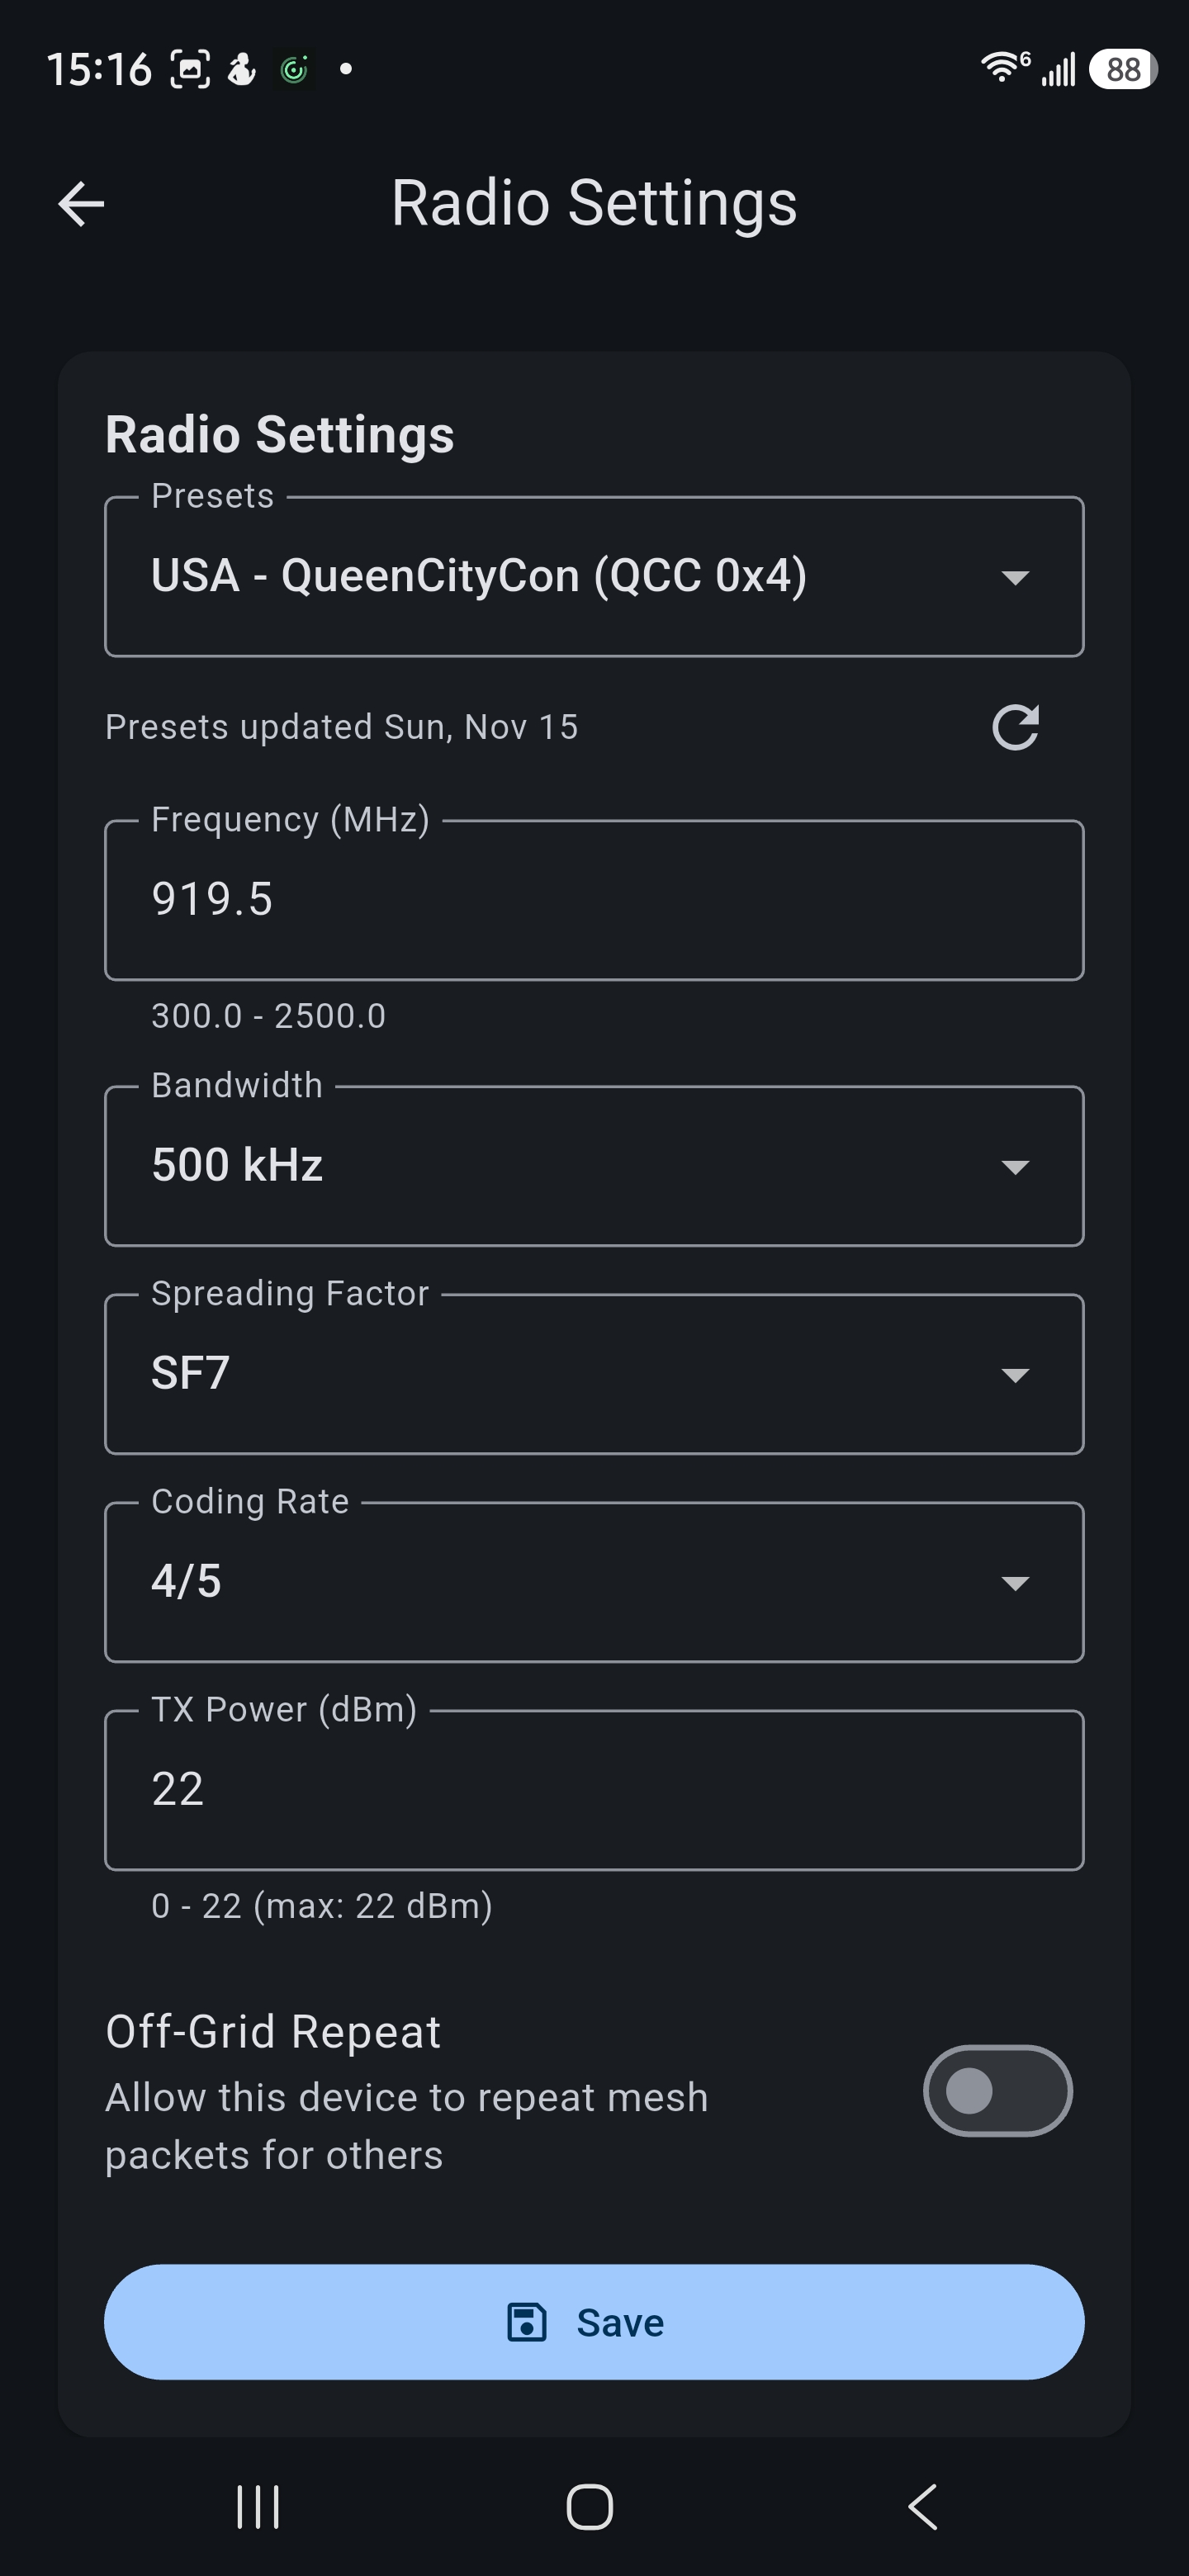 15:16
6
88
Radio Settings
Radio Settings
Presets
USA - QueenCityCon (QCC 0x4)
Presets updated Sun, Nov 15
Frequency (MHz)
919.5
300.0 - 2500.0
Bandwidth
500 kHz
Spreading Factor
SF7
Coding Rate
4/5
TX Power (dBm)
22
0 - 22 (max: 22 dBm)
Off-Grid Repeat
Allow this device to repeat mesh
packets for others
Save